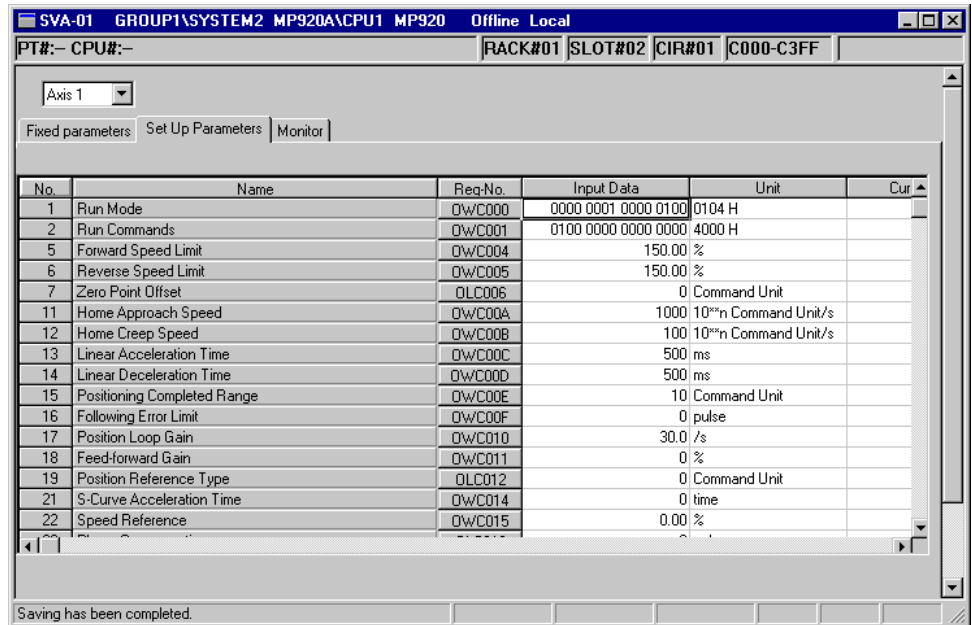 SVA-01 GROUP1\SYSTEM2 MP920A\CPU1 MP920 Offline Local
PT#:– CPU#:– RACK#01 SLOT#02 CIR#01 C000-C3FF
Axis 1
Fixed parameters Set Up Parameters Monitor
No. Name Reg-No. Input Data Unit Cur
1 Run Mode OWC000 0000 0001 0000 0100 0104 H
2 Run Commands OWC001 0100 0000 0000 0000 4000 H
5 Forward Speed Limit OWC004 150.00 %
6 Reverse Speed Limit OWC005 150.00 %
7 Zero Point Offset OLC006 0 Command Unit
11 Home Approach Speed OWC00A 1000 10**n Command Unit/s
12 Home Creep Speed OWC00B 100 10**n Command Unit/s
13 Linear Acceleration Time OWC00C 500 ms
14 Linear Deceleration Time OWC00D 500 ms
15 Positioning Completed Range OWC00E 10 Command Unit
16 Following Error Limit OWC00F 0 pulse
17 Position Loop Gain OWC010 30.0 /s
18 Feed-forward Gain OWC011 0 %
19 Position Reference Type OLC012 0 Command Unit
21 S-Curve Acceleration Time OWC014 0 time
22 Speed Reference OWC015 0.00 %
Saving has been completed.